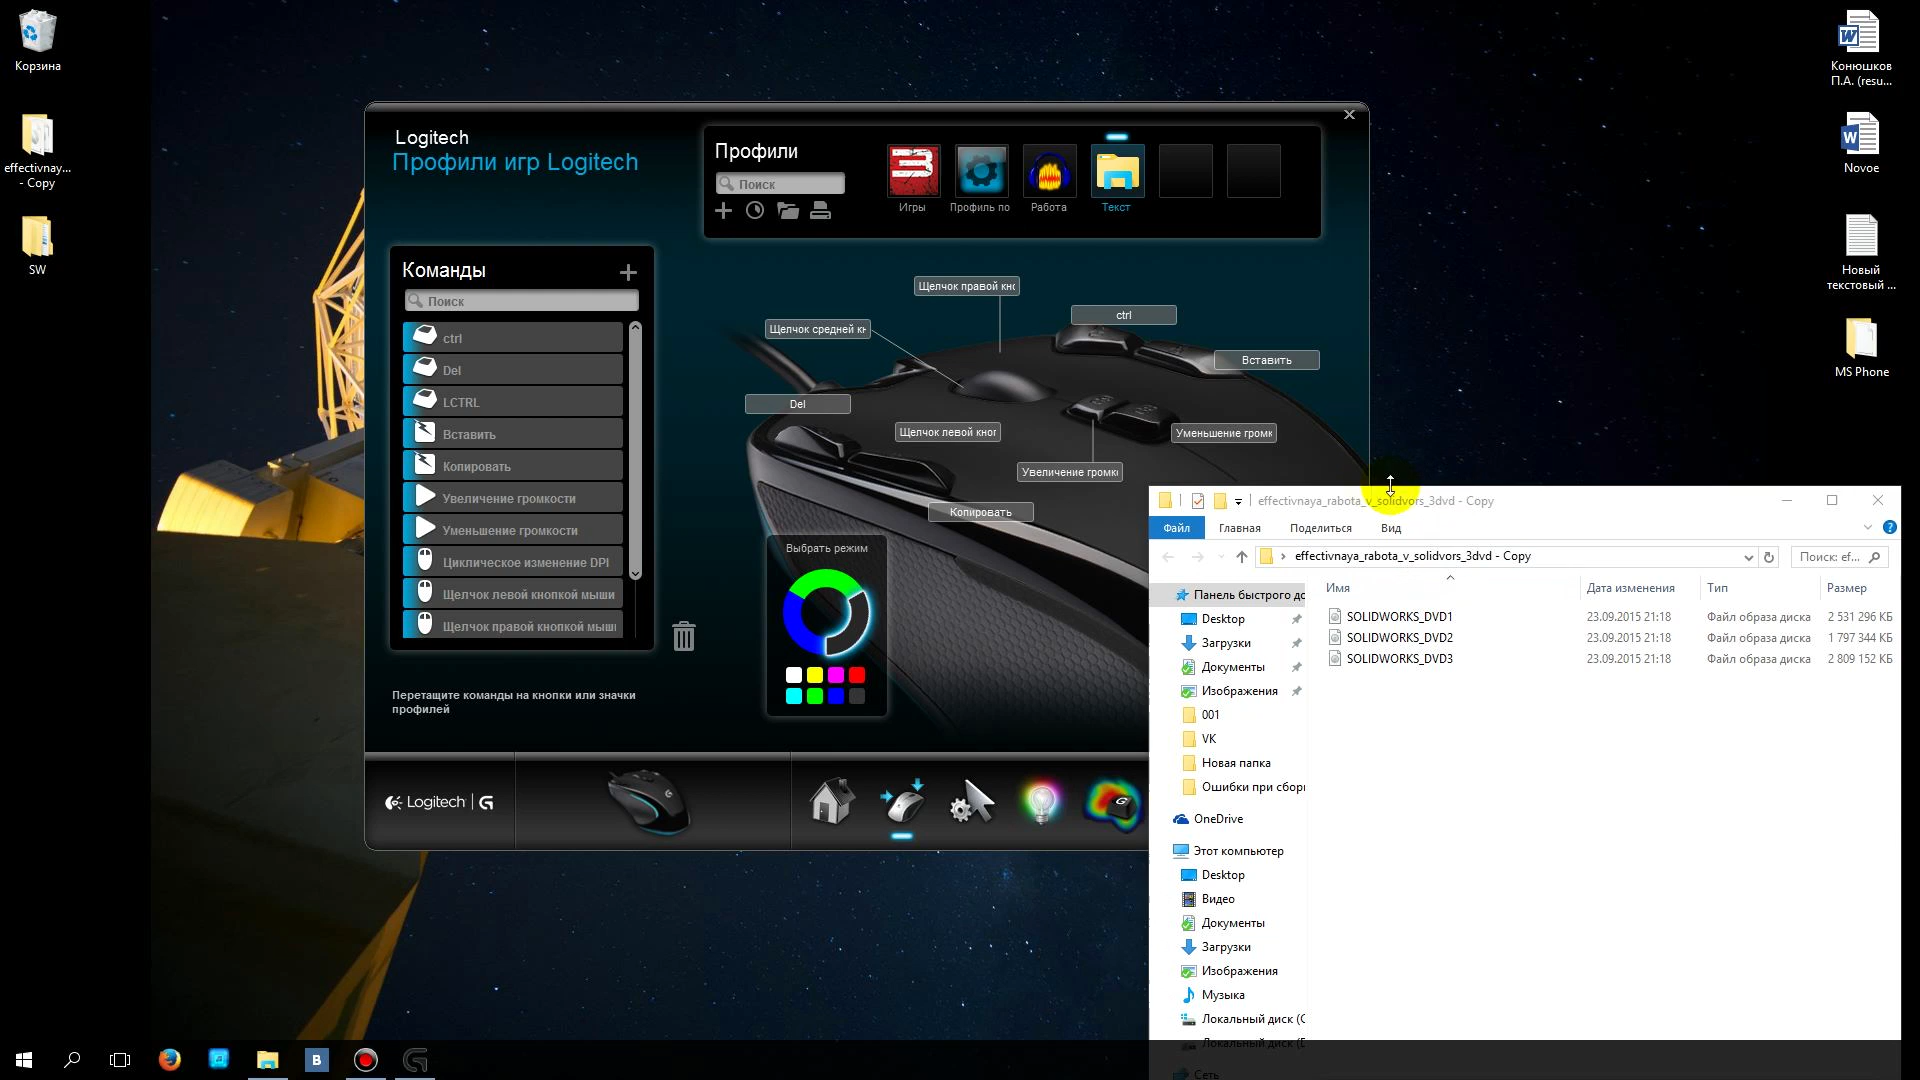 Корзина
effectivnay...
- Copy
SW
Конюшков
П.А. (resu...
Novoe
Новый
текстовый ...
MS Phone
Logitech
Профили игр Logitech
Профили
Поиск
Игры
Профиль по
Работа
Текст
Команды
Поиск
ctrl
Del
LCTRL
Вставить
Копировать
Увеличение громкости
Уменьшение громкости
Циклическое изменение DPI
Щелчок левой кнопкой мыши
Щелчок правой кнопкой мыш
Перетащите команды на кнопки или значки
профилей
Щелчок правой кно
ctrl
Щелчок средней кн
Вставить
Del
Щелчок левой кноп
Уменьшение громк
Увеличение громко
Копировать
Выбрать режим
Logitech G
effectivnaya_rabota_v_solidvors_3dvd - Copy
Файл
Главная
Поделиться
Вид
effectivnaya_rabota_v_solidvors_3dvd - Copy
Поиск: ef...
Имя
Дата изменения
Тип
Размер
SOLIDWORKS_DVD1 23.09.2015 21:18 Файл образа диска 2 531 296 КБ
SOLIDWORKS_DVD2 23.09.2015 21:18 Файл образа диска 1 797 344 КБ
SOLIDWORKS_DVD3 23.09.2015 21:18 Файл образа диска 2 809 152 КБ
Панель быстрого до
Desktop
Загрузки
Документы
Изображения
001
VK
Новая папка
Ошибки при сборк
OneDrive
Этот компьютер
Desktop
Видео
Документы
Загрузки
Изображения
Музыка
Локальный диск (C
Локальный диск (E
Сеть
B